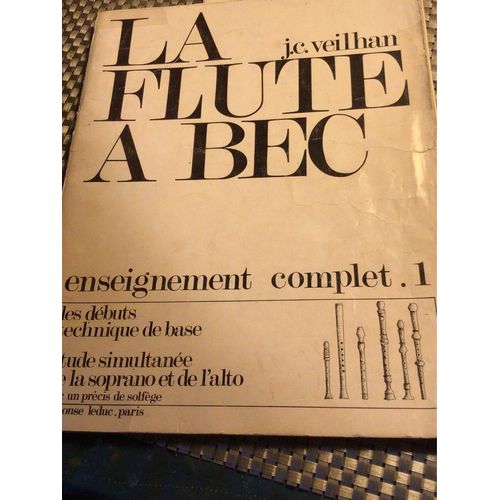 LA
j.c. veilhan
FLUTE
A BEC
enseignement complet.1
les débuts
technique de base
tude simultanée
e la soprano et de l'alto
c un précis de solfège
onse leduc.paris